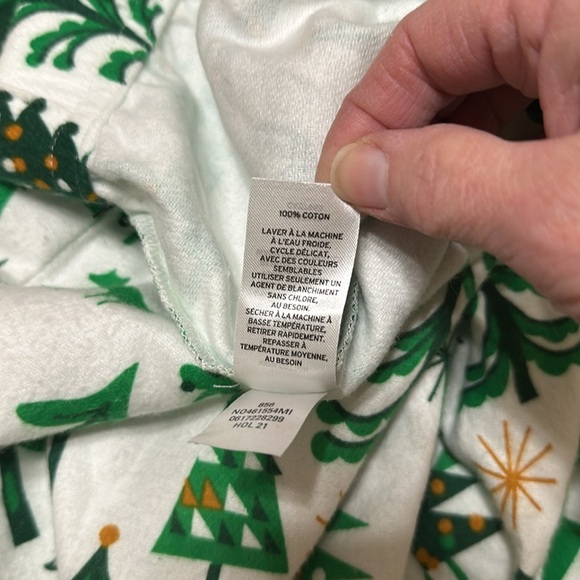 100% COTON
LAVER À LA MACHINE
À L'EAU FROIDE,
CYCLE DÉLICAT,
AVEC DES COULEURS
SEMBLABLES
UTILISER SEULEMENT UN
AGENT DE BLANCHIMENT
SANS CHLORE,
AU BESOIN.
SÉCHER À LA MACHINE À
BASSE TEMPÉRATURE,
RETIRER RAPIDEMENT.
REPASSER À
TEMPÉRATURE MOYENNE,
AU BESOIN
856
NO461554MI
0617228299
HOL 21